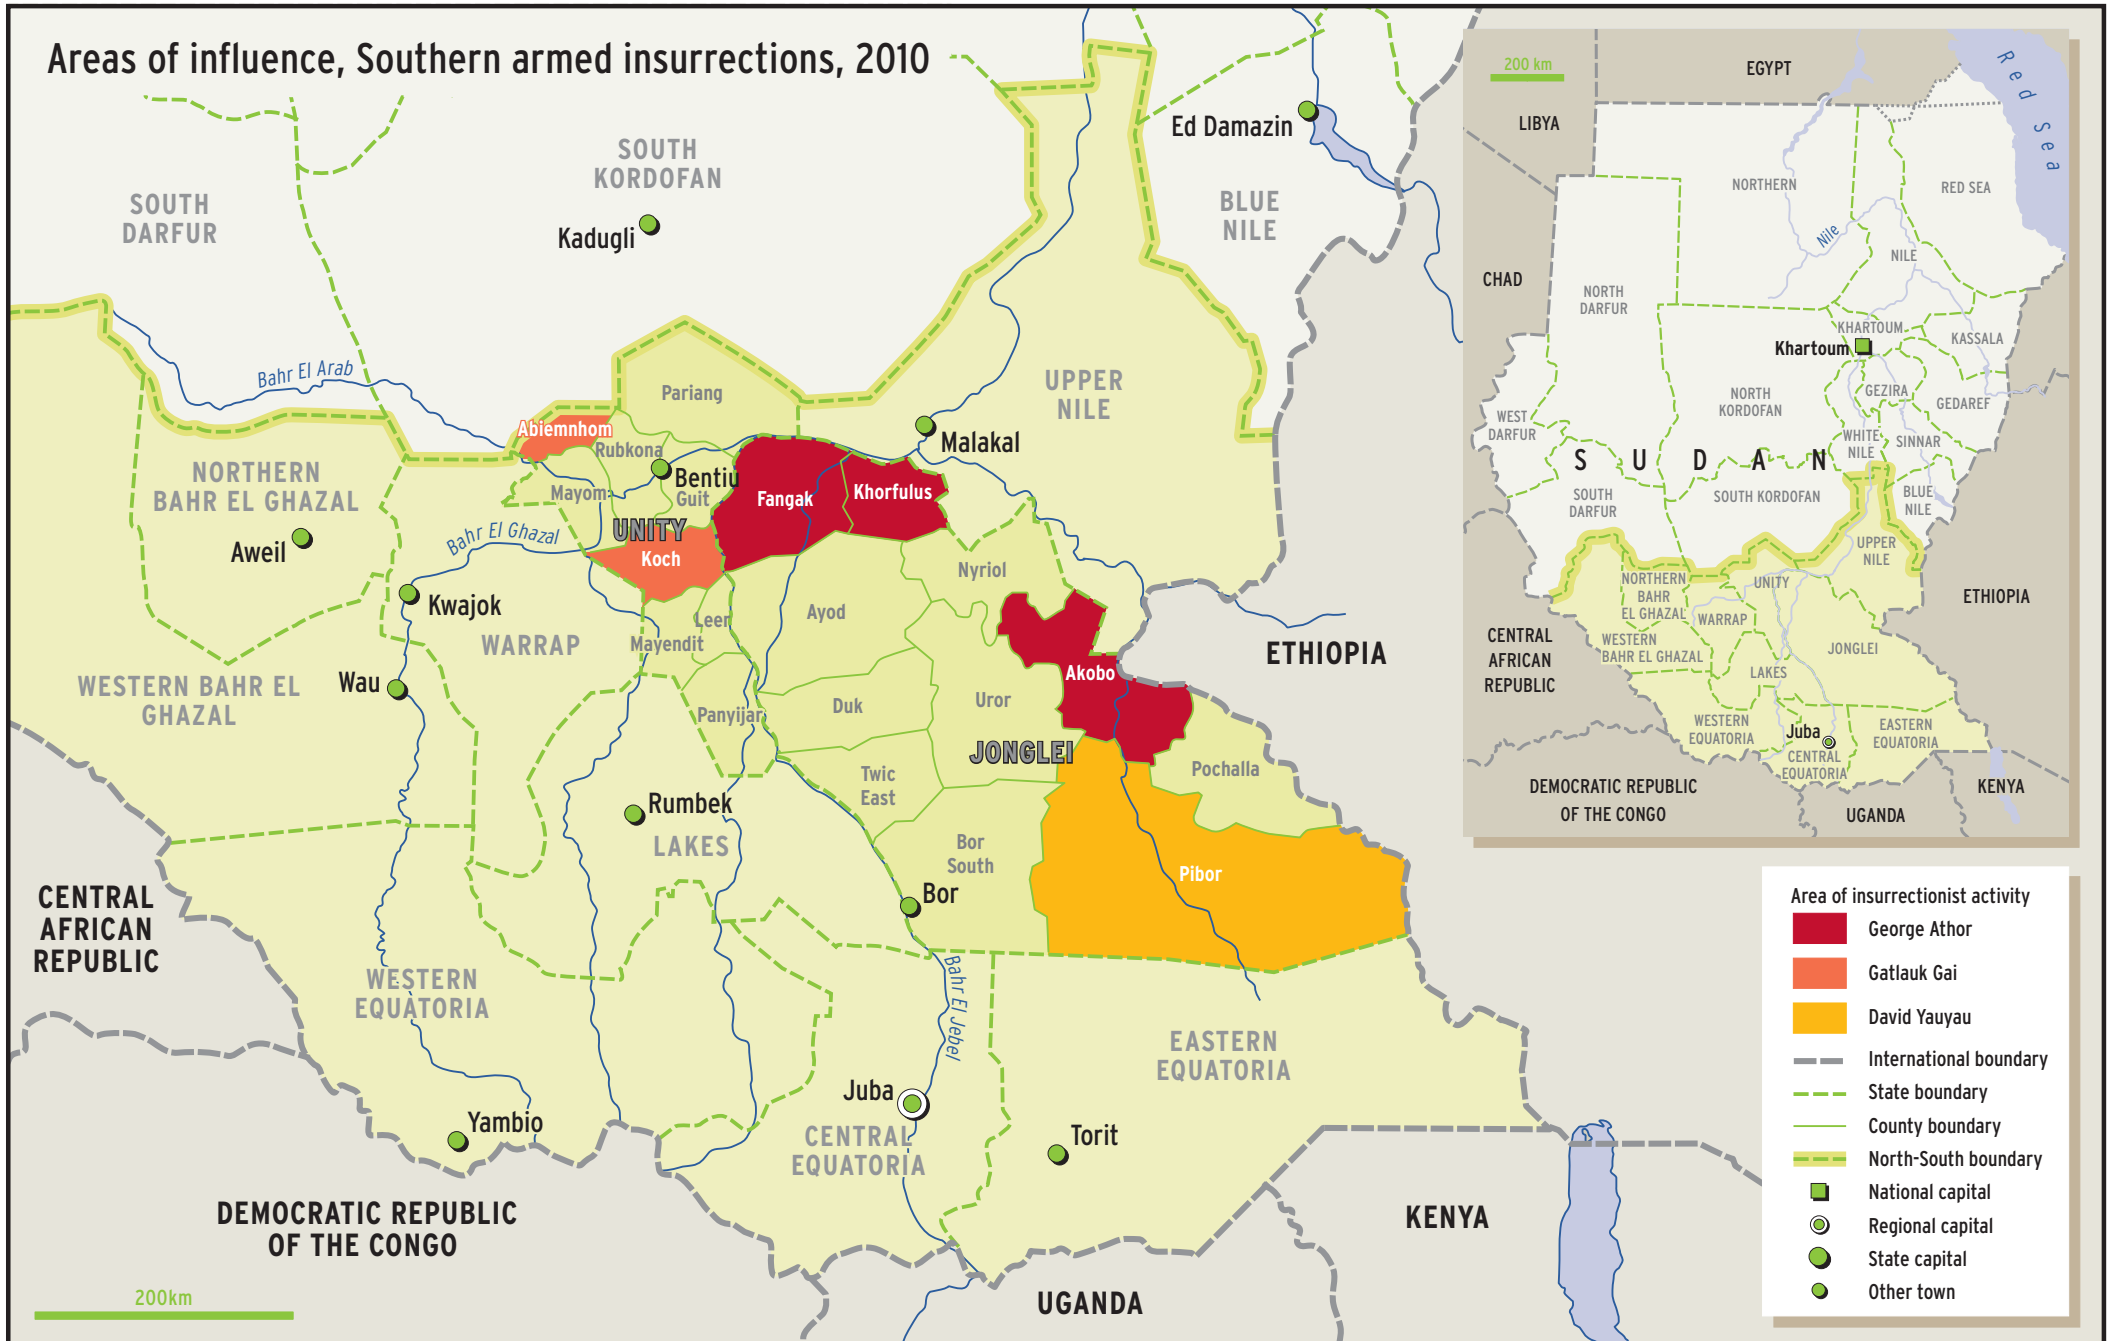 Areas of influence, Southern armed insurrections, 2010
SOUTH
DARFUR
SOUTH
KORDOFAN
Kadugli
Ed Damazin
BLUE
NILE
Bahr El Arab
Pariang
UPPER
NILE
Abiemnhom
Rubkona
Malakal
NORTHERN
BAHR EL GHAZAL
Aweil
Mayom
Bentiu
Guit
UNITY
Fangak
Khorfulus
Bahr El Ghazal
Koch
Nyriol
Kwajok
WARRAP
Leer
Mayendit
Ayod
ETHIOPIA
Wau
WESTERN BAHR EL
GHAZAL
Akobo
Panyijar
Duk
Uror
JONGLEI
Pochalla
Twic
East
Rumbek
LAKES
Bor
South
Pibor
Bor
CENTRAL
AFRICAN
REPUBLIC
WESTERN
EQUATORIA
Bahr El Jebel
EASTERN
EQUATORIA
Juba
CENTRAL
EQUATORIA
Torit
Yambio
DEMOCRATIC REPUBLIC
OF THE CONGO
KENYA
UGANDA
200km
200 km
EGYPT
Red Sea
LIBYA
NORTHERN
RED SEA
Nile
NILE
CHAD
NORTH
DARFUR
KHARTOUM
Khartoum
KASSALA
NORTH
KORDOFAN
GEZIRA
GEDAREF
WEST
DARFUR
WHITE
NILE
SINNAR
SUDAN
SOUTH
DARFUR
SOUTH KORDOFAN
BLUE
NILE
UPPER
NILE
NORTHERN
BAHR
EL GHAZAL
UNITY
WARRAP
ETHIOPIA
CENTRAL
AFRICAN
REPUBLIC
WESTERN
BAHR EL GHAZAL
JONGLEI
LAKES
WESTERN
EQUATORIA
Juba
EASTERN
EQUATORIA
CENTRAL
EQUATORIA
DEMOCRATIC REPUBLIC
OF THE CONGO
KENYA
UGANDA
Area of insurrectionist activity
George Athor
Gatlauk Gai
David Yauyau
International boundary
State boundary
County boundary
North-South boundary
National capital
Regional capital
State capital
Other town